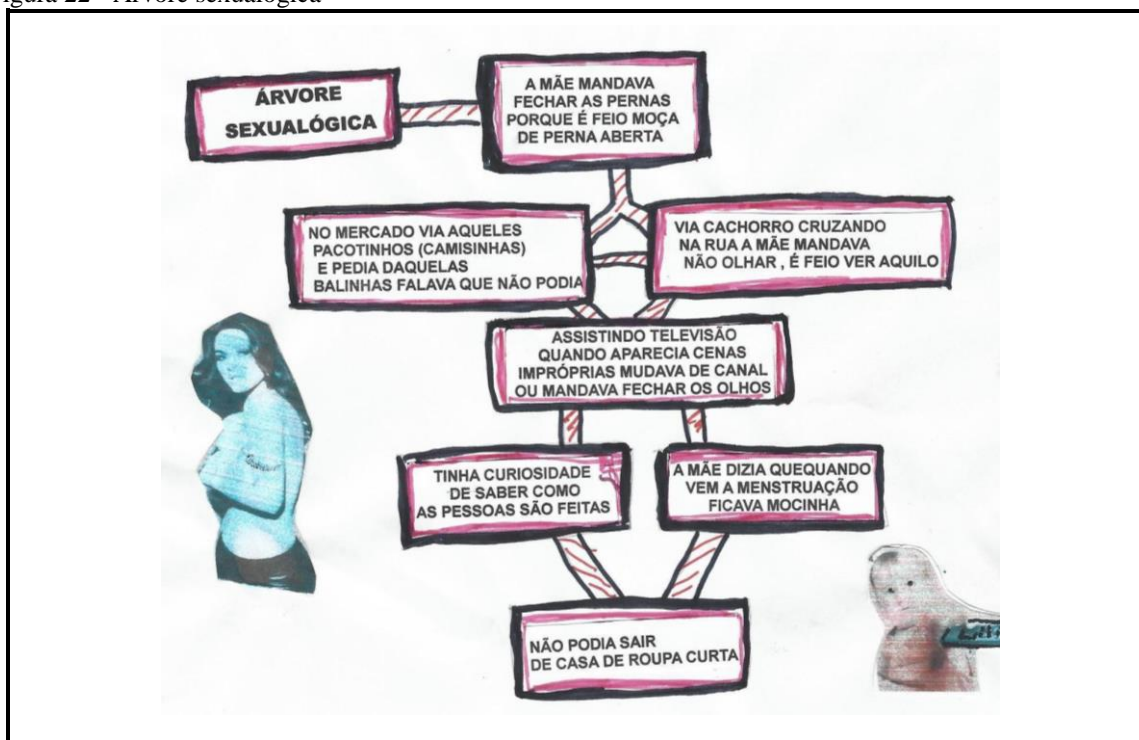 Figura 22 - Árvore sexualógica
ÁRVORE
SEXUALÓGICA
A MÃE MANDAVA
FECHAR AS PERNAS
PORQUE É FEIO MOÇA
DE PERNA ABERTA
NO MERCADO VIA AQUELES
PACOTINHOS (CAMISINHAS)
E PEDIA DAQUELAS
BALINHAS FALAVA QUE NÃO PODIA
VIA CACHORRO CRUZANDO
NA RUA A MÃE MANDAVA
NÃO OLHAR , É FEIO VER AQUILO
ASSISTINDO TELEVISÃO
QUANDO APARECIA CENAS
IMPRÓPRIAS MUDAVA DE CANAL
OU MANDAVA FECHAR OS OLHOS
TINHA CURIOSIDADE
DE SABER COMO
AS PESSOAS SÃO FEITAS
A MÃE DIZIA QUEQUANDO
VEM A MENSTRUAÇÃO
FICAVA MOCINHA
NÃO PODIA SAIR
DE CASA DE ROUPA CURTA